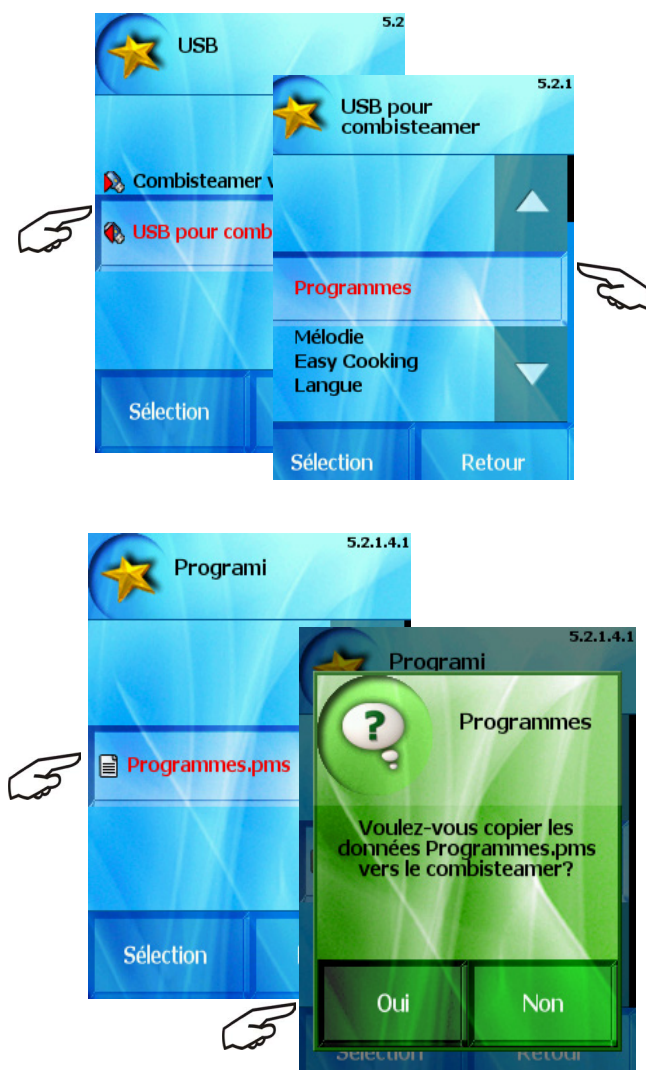 5.2
USB
Combisteamer v
USB pour comb
Sélection
5.2.1
USB pour
combisteamer
Programmes
Mélodie
Easy Cooking
Langue
Sélection Retour
5.2.1.4.1
Programi
Programmes.pms
Sélection
5.2.1.4.1
Programi
Programmes
Voulez-vous copier les
données Programmes.pms
vers le combisteamer?
Oui Non
Sélection Retour